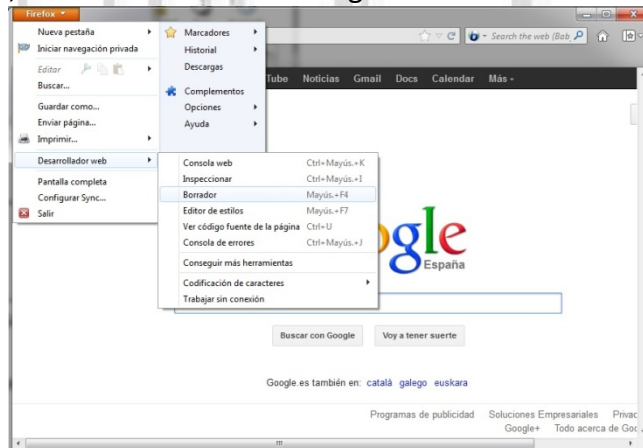 Firefox
Nueva pestaña
Iniciar navegación privada
Editar
Buscar...
Guardar como...
Enviar página...
Imprimir...
Desarrollador web
Pantalla completa
Configurar Sync...
Salir
Marcadores
Historial
Descargas
Complementos
Opciones
Ayuda
Consola web Ctrl+Mayús.+K
Inspeccionar Ctrl+Mayús.+I
Borrador Mayús.+F4
Editor de estilos Mayús.+F7
Ver código fuente de la página Ctrl+U
Consola de errores Ctrl+Mayús.+J
Conseguir más herramientas
Codificación de caracteres
Trabajar sin conexión
Search the web (Bab
Tube Noticias Gmail Docs Calendar Más
ogle
España
Buscar con Google Voy a tener suerte
Google.es también en: català galego euskara
Programas de publicidad Soluciones Empresariales Privac
Google+ Todo acerca de Goo